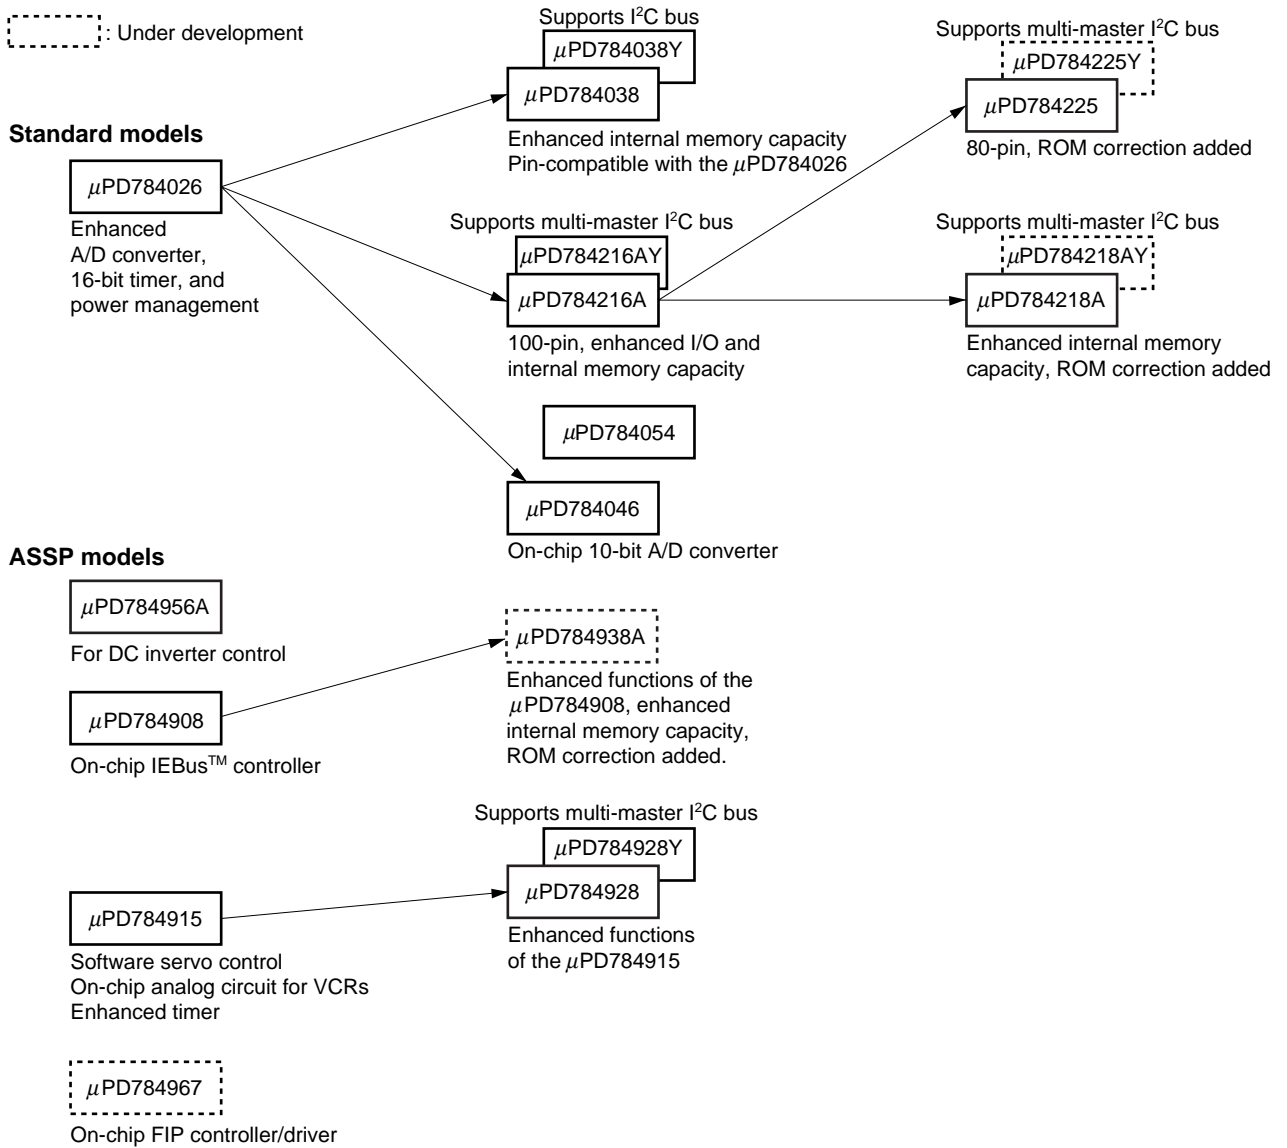 : Under development
Supports I²C bus
μPD784038Y
μPD784038
Enhanced internal memory capacity
Pin-compatible with the μPD784026
Supports multi-master I²C bus
μPD784225Y
μPD784225
80-pin, ROM correction added
Standard models
μPD784026
Enhanced
A/D converter,
16-bit timer, and
power management
Supports multi-master I²C bus
μPD784216AY
μPD784216A
100-pin, enhanced I/O and
internal memory capacity
Supports multi-master I²C bus
μPD784218AY
μPD784218A
Enhanced internal memory
capacity, ROM correction added
μPD784054
μPD784046
On-chip 10-bit A/D converter
ASSP models
μPD784956A
For DC inverter control
μPD784908
On-chip IEBus™ controller
μPD784938A
Enhanced functions of the
μPD784908, enhanced
internal memory capacity,
ROM correction added.
Supports multi-master I²C bus
μPD784928Y
μPD784928
Enhanced functions
of the μPD784915
μPD784915
Software servo control
On-chip analog circuit for VCRs
Enhanced timer
μPD784967
On-chip FIP controller/driver